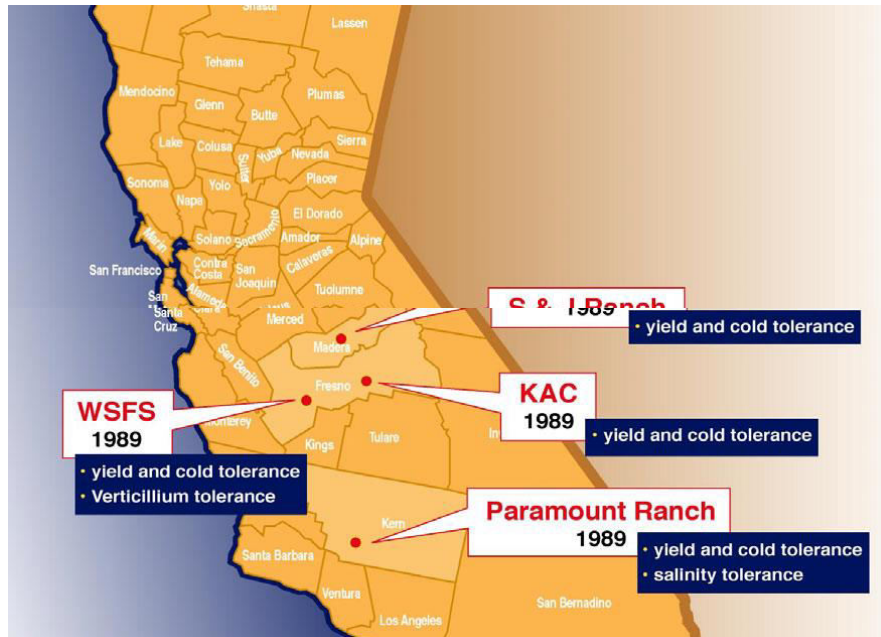 Shasta
Lassen
Tehama
Mendocino
Plumas
Glenn
Butte
Lake
Colusa
Sierra
Yuba
Nevada
Sutter
Placer
Sonoma
Yolo
Napa
El Dorado
Sacramento
Marin
Solano
Amador
Alpine
Contra
Costa
Calaveras
San Francisco
San
Joaquin
Alameda
Tuolumne
San
Santa
Cruz
Merced
S & J Ranch
1989
• yield and cold tolerance
Madera
San Benito
Fresno
KAC
1989
• yield and cold tolerance
WSFS
1989
• yield and cold tolerance
• Verticillium tolerance
Monterey
Kings
Tulare
Paramount Ranch
1989
• yield and cold tolerance
• salinity tolerance
Kern
Santa Barbara
Ventura
Los Angeles
San Bernadino